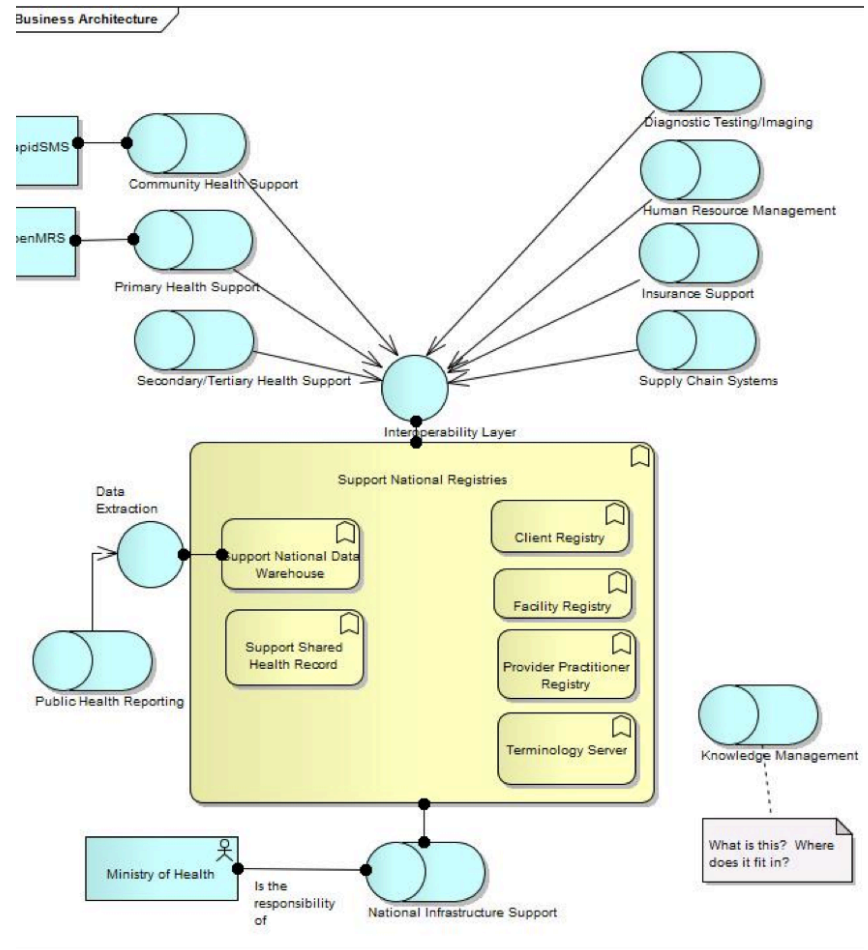 Business Architecture
apidSMS
Community Health Support
Diagnostic Testing/Imaging
penMRS
Primary Health Support
Human Resource Management
Insurance Support
Secondary/Tertiary Health Support
Supply Chain Systems
Interoperability Layer
Support National Registries
Data
Extraction
Support National Data
Warehouse
Support Shared
Health Record
Client Registry
Facility Registry
Provider Practitioner
Registry
Terminology Server
Public Health Reporting
Knowledge Management
What is this? Where
does it fit in?
Ministry of Health
Is the
responsibility
of
National Infrastructure Support